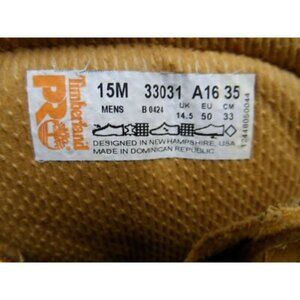 Timberland
PRO
15M 33031 A16 35
MENS B 0424 UK EU CM
14.5 50 33
DESIGNED IN NEW HAMPSHIRE, USA
MADE IN DOMINICAN REPUBLIC
12448050044